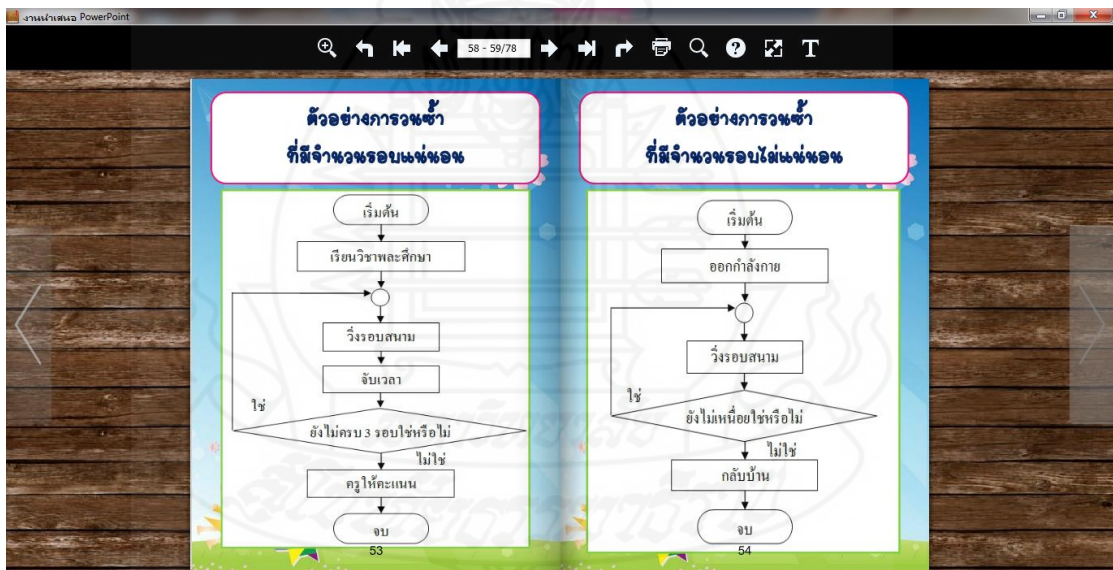 งานนำเสนอ PowerPoint
58 - 59/78
ตัวอย่างการวนซ้ำ
ที่มีจำนวนรอบแน่นอน
เริ่มต้น
เรียนวิชาพละศึกษา
วิ่งรอบสนาม
จับเวลา
ใช่
ยังไม่ครบ 3 รอบใช่หรือไม่
ไม่ใช่
ครูให้คะแนน
จบ
53
ตัวอย่างการวนซ้ำ
ที่มีจำนวนรอบไม่แน่นอน
เริ่มต้น
ออกกำลังกาย
วิ่งรอบสนาม
ใช่
ยังไม่เหนื่อยใช่หรือไม่
ไม่ใช่
กลับบ้าน
จบ
54